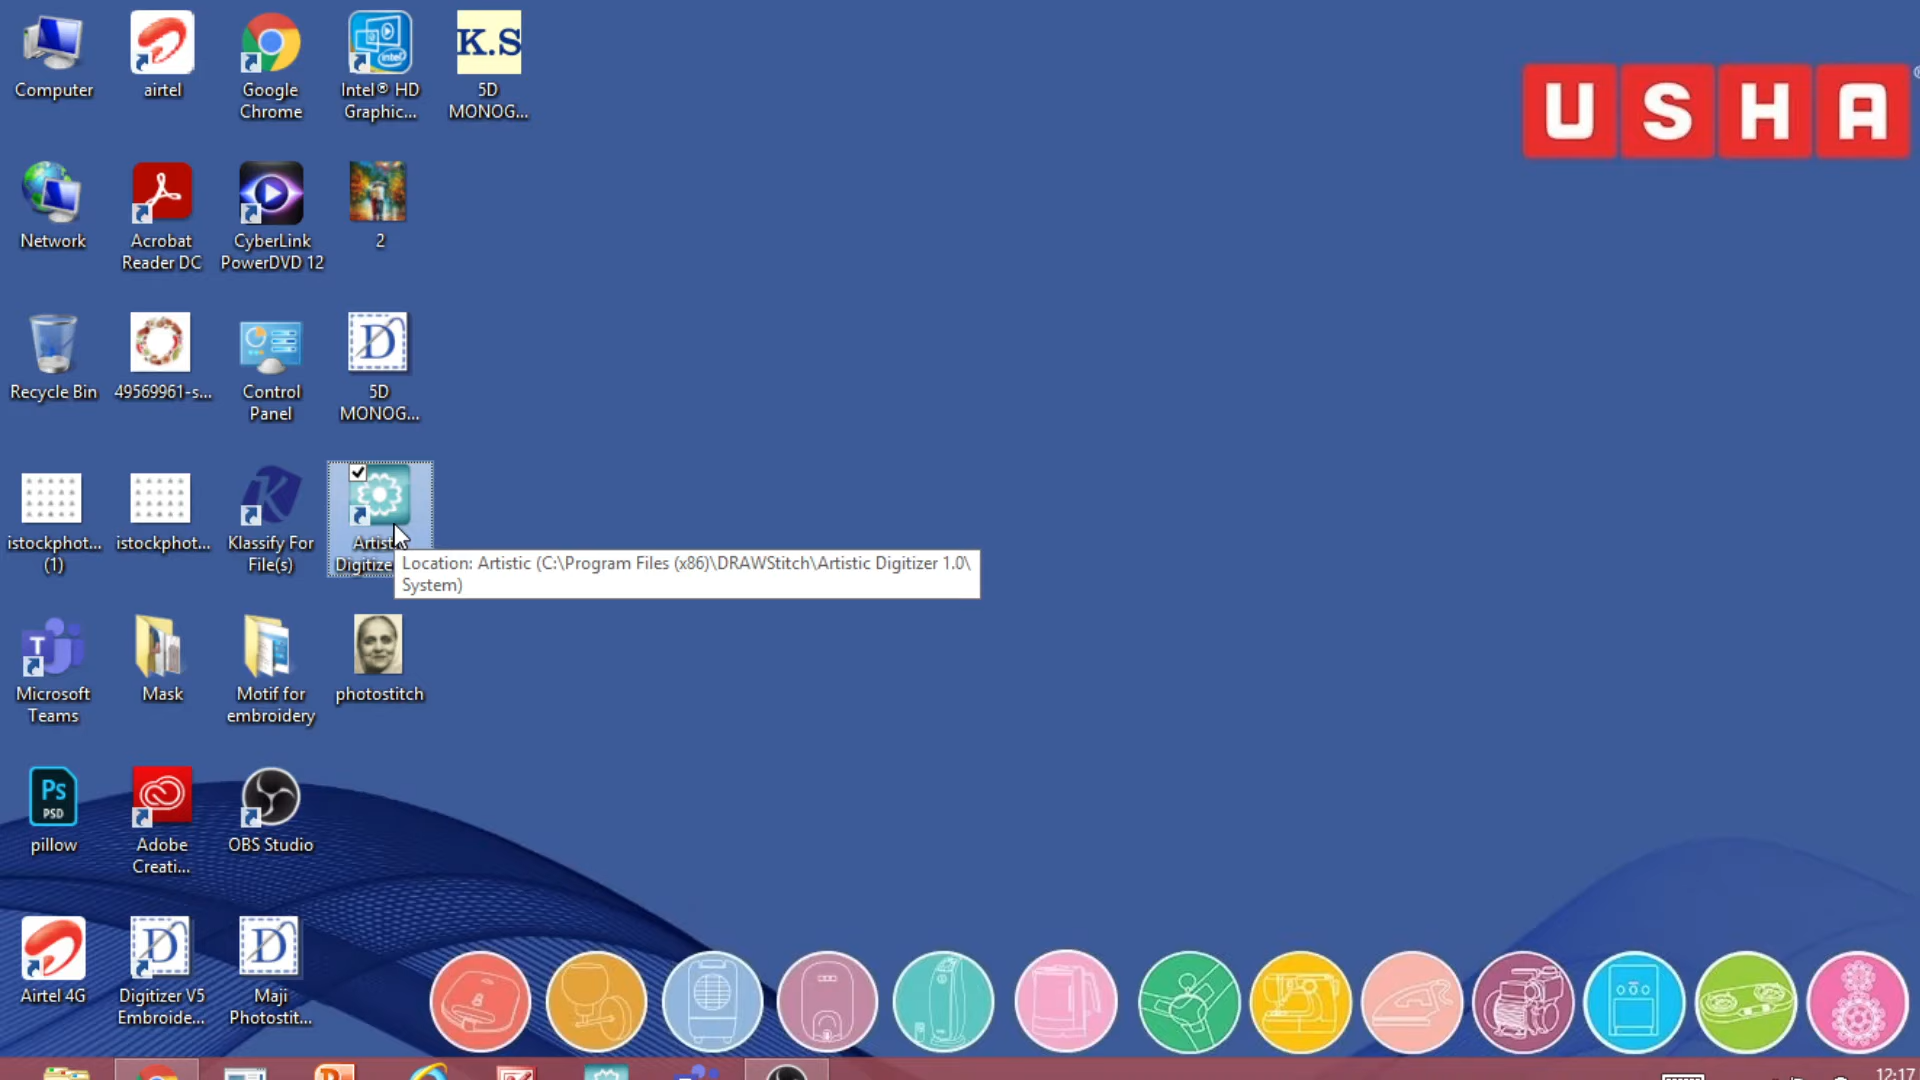 Computer
airtel
Google
Chrome
intel
Intel® HD
Graphic...
K.S
5D
MONOG...
USHA
Network
Acrobat
Reader DC
CyberLink
PowerDVD 12
2
Recycle Bin
49569961-s...
Control
Panel
D
5D
MONOG...
istockphot...
(1)
istockphot...
K
Klassify For
File(s)
Location: Artistic (C:\Program Files (x86)\DRAWStitch\Artistic Digitizer 1.0\
System)
T
Microsoft
Teams
Mask
Motif for
embroidery
photostitch
Ps
PSD
pillow
Adobe
Creati...
OBS Studio
Airtel 4G
D
Digitizer V5
Embroide...
D
Maji
Photostit...
12:17